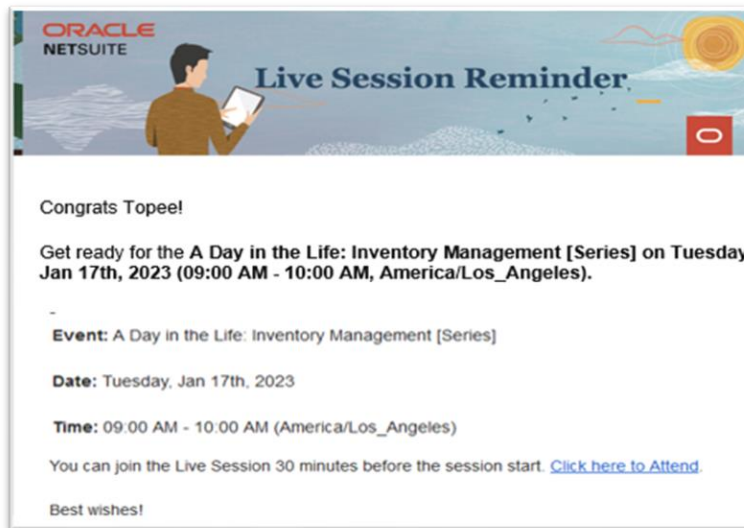 ORACLE
NETSUITE
Live Session Reminder
Congrats Topee!
Get ready for the A Day in the Life: Inventory Management [Series] on Tuesday
Jan 17th, 2023 (09:00 AM - 10:00 AM, America/Los_Angeles).
-
Event: A Day in the Life: Inventory Management [Series]
Date: Tuesday, Jan 17th, 2023
Time: 09:00 AM - 10:00 AM (America/Los_Angeles)
You can join the Live Session 30 minutes before the session start. Click here to Attend.
Best wishes!